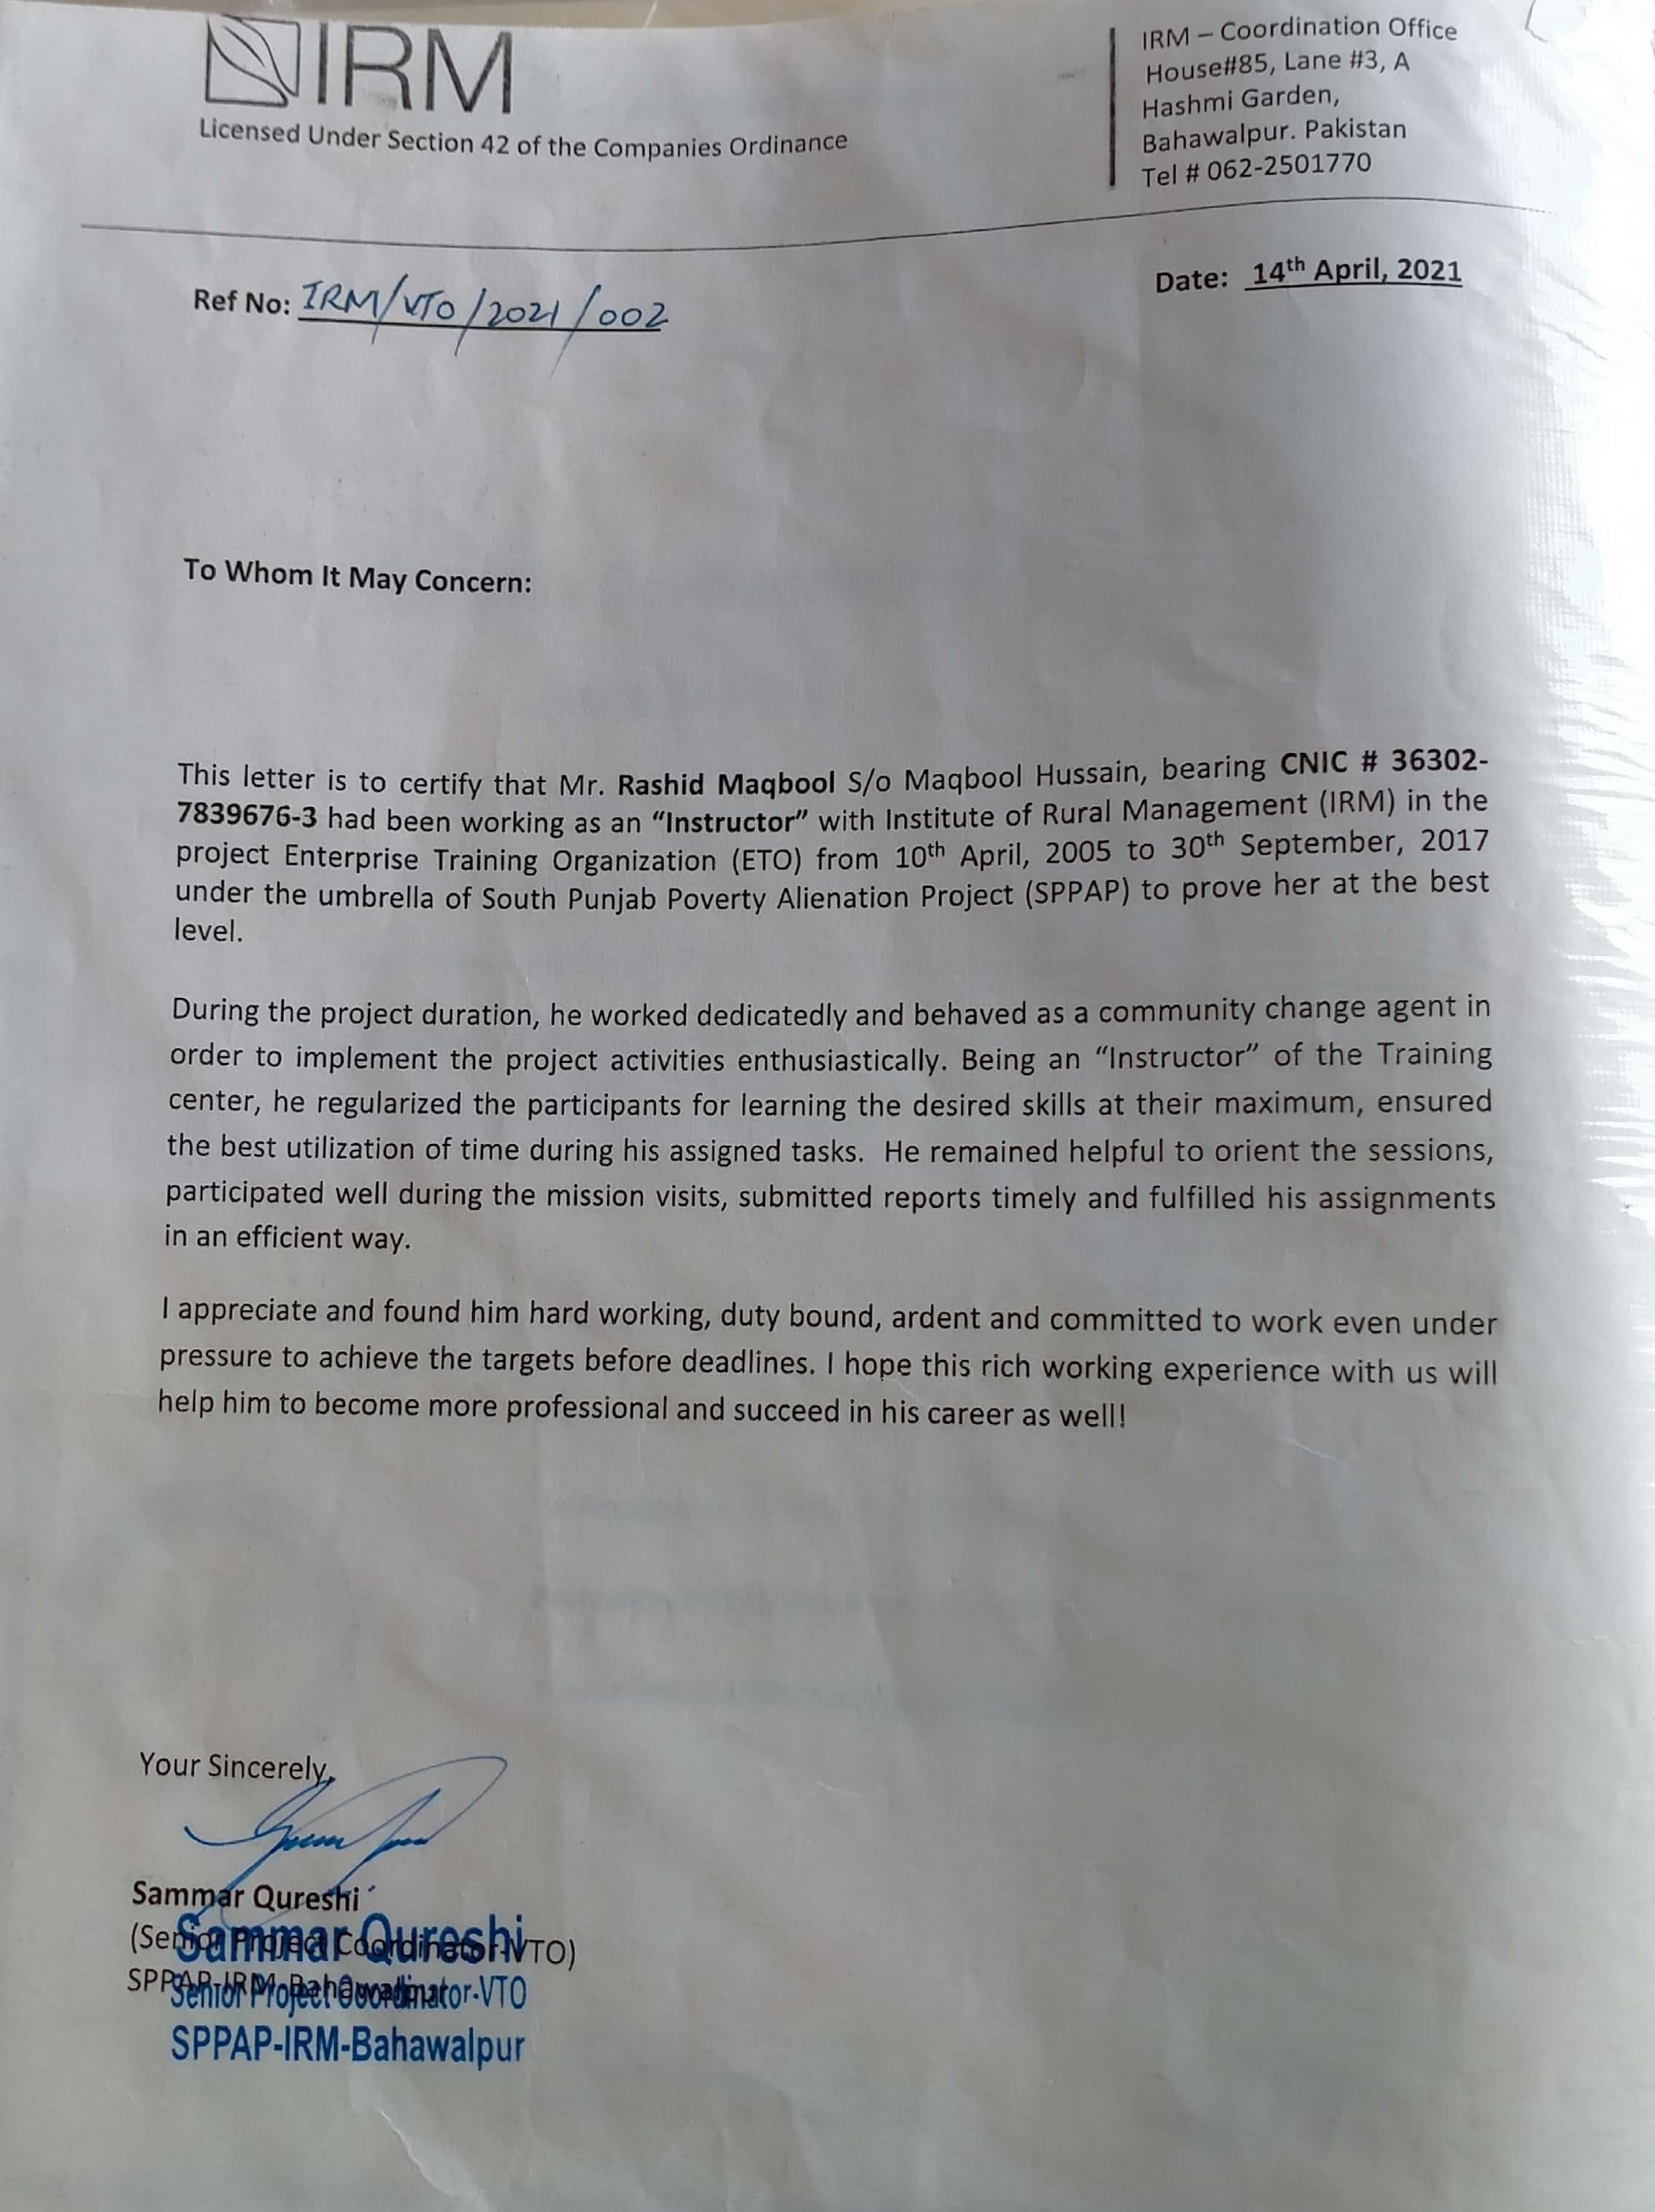 IRM
Licensed Under Section 42 of the Companies Ordinance
IRM – Coordination Office
House#85, Lane #3, A
Hashmi Garden,
Bahawalpur. Pakistan
Tel # 062-2501770
Ref No: IRM/VTO/2021/002
Date: 14th April, 2021
To Whom It May Concern:
This letter is to certify that Mr. Rashid Maqbool S/o Maqbool Hussain, bearing CNIC # 36302-
7839676-3 had been working as an “Instructor” with Institute of Rural Management (IRM) in the
project Enterprise Training Organization (ETO) from 10th April, 2005 to 30th September, 2017
under the umbrella of South Punjab Poverty Alienation Project (SPPAP) to prove her at the best
level.
During the project duration, he worked dedicatedly and behaved as a community change agent in
order to implement the project activities enthusiastically. Being an “Instructor” of the Training
center, he regularized the participants for learning the desired skills at their maximum, ensured
the best utilization of time during his assigned tasks. He remained helpful to orient the sessions,
participated well during the mission visits, submitted reports timely and fulfilled his assignments
in an efficient way.
I appreciate and found him hard working, duty bound, ardent and committed to work even under
pressure to achieve the targets before deadlines. I hope this rich working experience with us will
help him to become more professional and succeed in his career as well!
Your Sincerely,
Sammar Qureshi
(Senior Project Coordinator-VTO)
SPPAP-IRM-Bahawalpur
Sammar Qureshi
Senior Project Coordinator-VTO
SPPAP-IRM-Bahawalpur